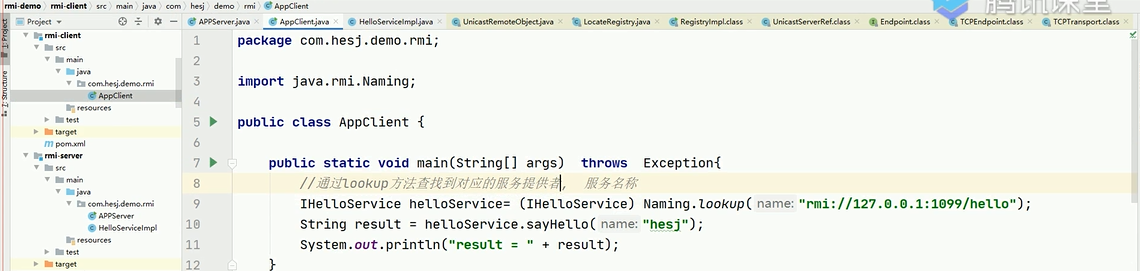 rmi-demo rmi-client src main java com hesj demo rmi AppClient
Project
APPServer.java AppClient.java HelloServiceImpl.java UnicastRemoteObject.java LocateRegistry.java RegistryImpl.class UnicastServerRef.class Endpoint.class TCPEndpoint.class TCPTransport.class
腾讯课堂
1: Project
7: Structure
rmi-client
src
main
java
com.hesj.demo.rmi
AppClient
resources
test
target
pom.xml
rmi-server
src
main
java
com.hesj.demo.rmi
APPServer
HelloServiceImpl
resources
test
target
1 package com.hesj.demo.rmi;
2
3 import java.rmi.Naming;
4
5 public class AppClient {
6
7 public static void main(String[] args) throws Exception{
8 //通过lookup方法查找到对应的服务提供者, 服务名称
9 IHelloService helloService= (IHelloService) Naming.lookup( name: "rmi://127.0.0.1:1099/hello");
10 String result = helloService.sayHello( name: "hesj");
11 System.out.println("result = " + result);
12 }